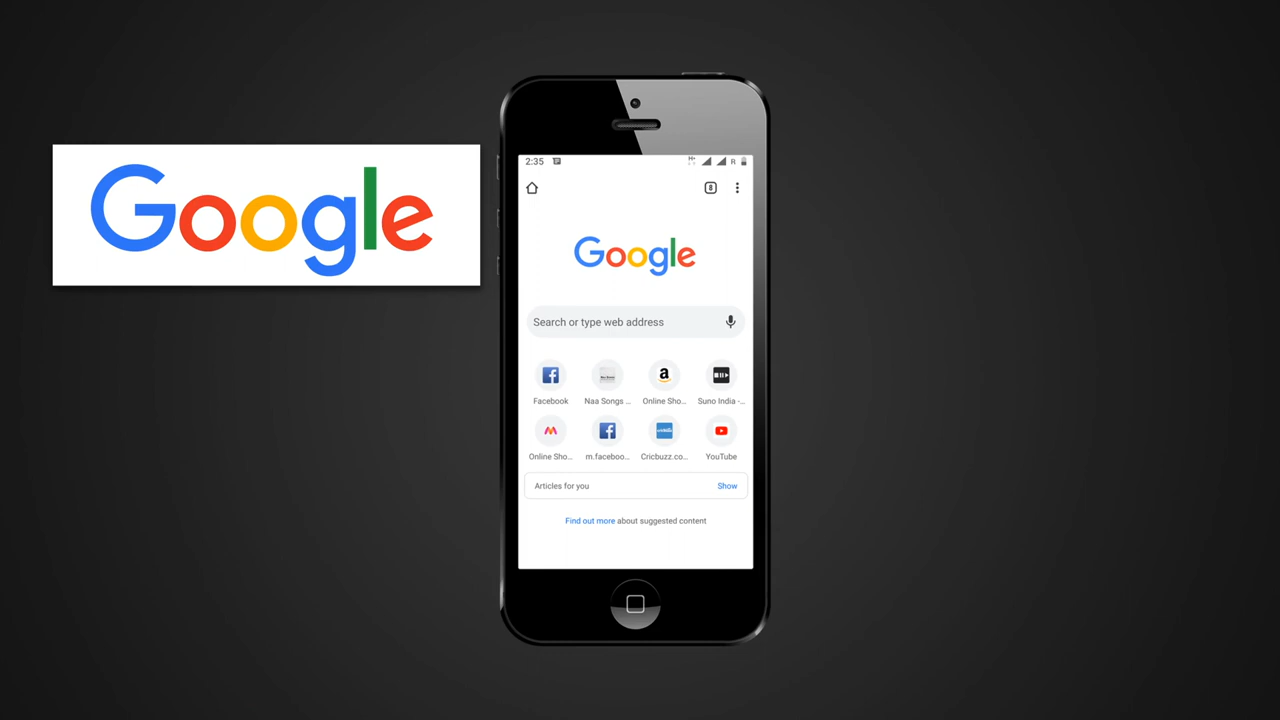 Google
2:35 H+ R
8
Google
Search or type web address
Facebook Naa Songs ... Online Sho... Suno India -...
Online Sho... m.faceboo... Cricbuzz.co... YouTube
Articles for you Show
Find out more about suggested content